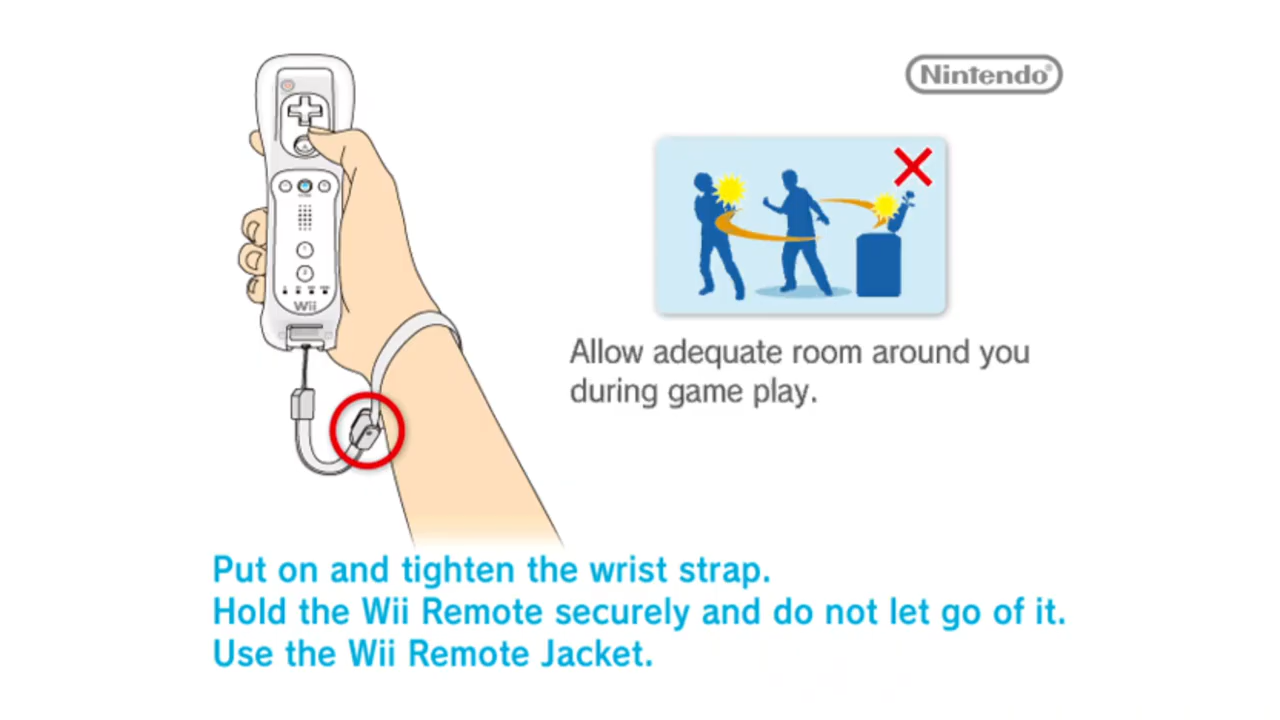 Nintendo®
Allow adequate room around you
during game play.
Wii
Put on and tighten the wrist strap.
Hold the Wii Remote securely and do not let go of it.
Use the Wii Remote Jacket.